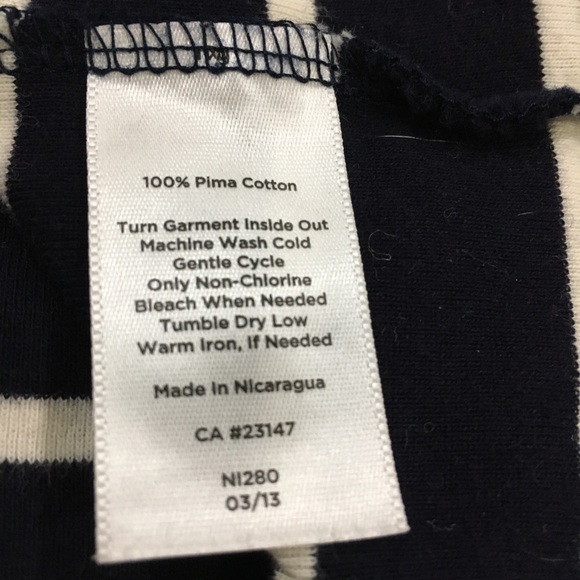 100% Pima Cotton
Turn Garment Inside Out
Machine Wash Cold
Gentle Cycle
Only Non-Chlorine
Bleach When Needed
Tumble Dry Low
Warm Iron, If Needed
Made In Nicaragua
CA #23147
NI280
03/13